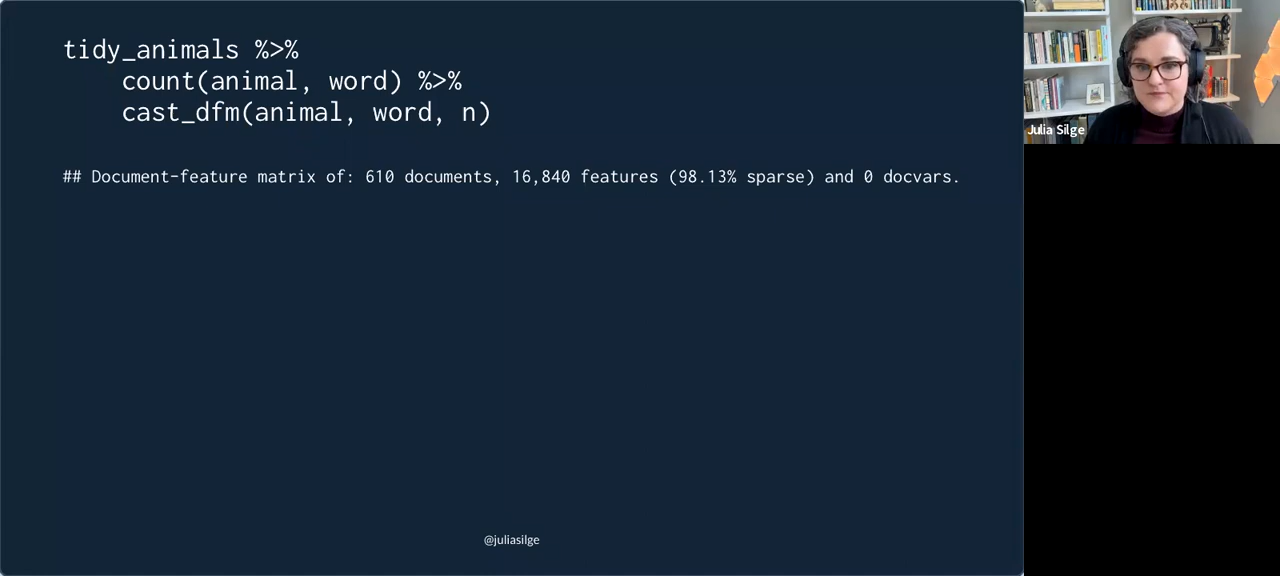 tidy_animals %>%
    count(animal, word) %>%
    cast_dfm(animal, word, n)
## Document-feature matrix of: 610 documents, 16,840 features (98.13% sparse) and 0 docvars.
@juliasilge
Julia Silge